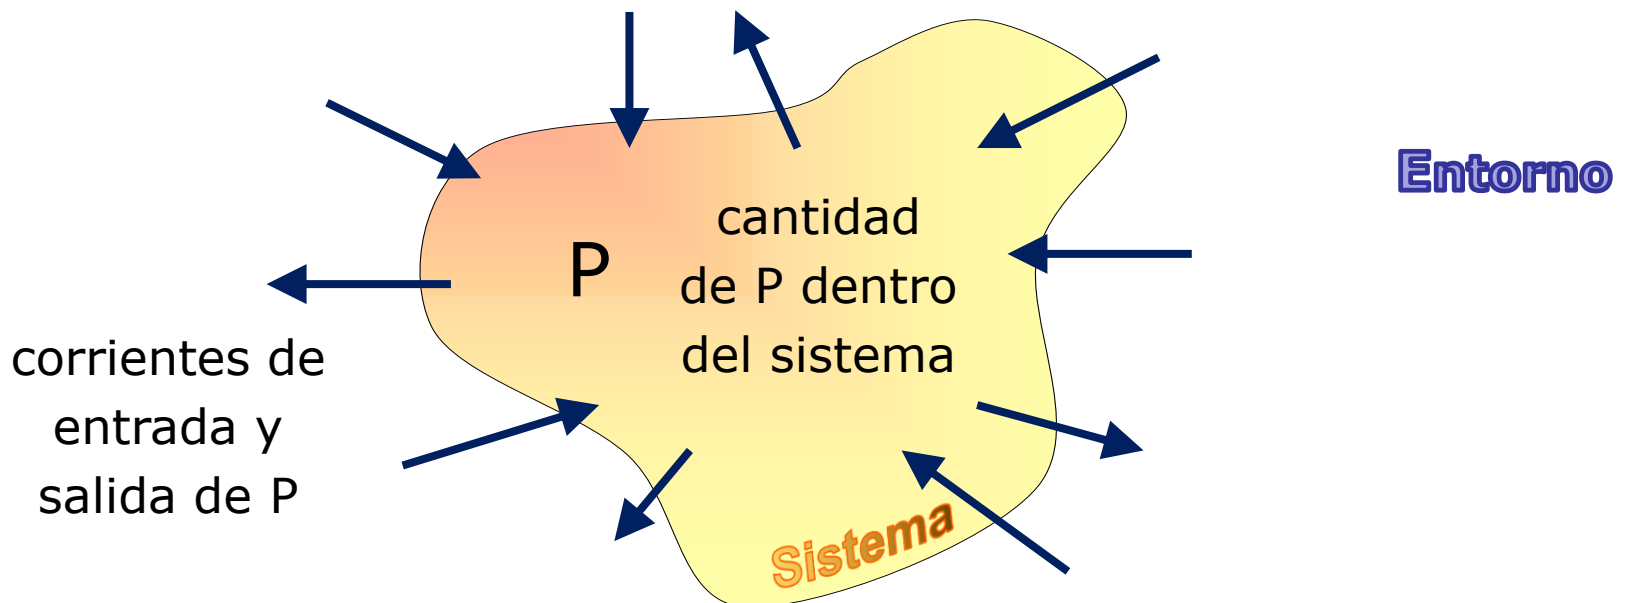 Entorno
P
cantidad
de P dentro
del sistema
corrientes de
entrada y
salida de P
Sistema